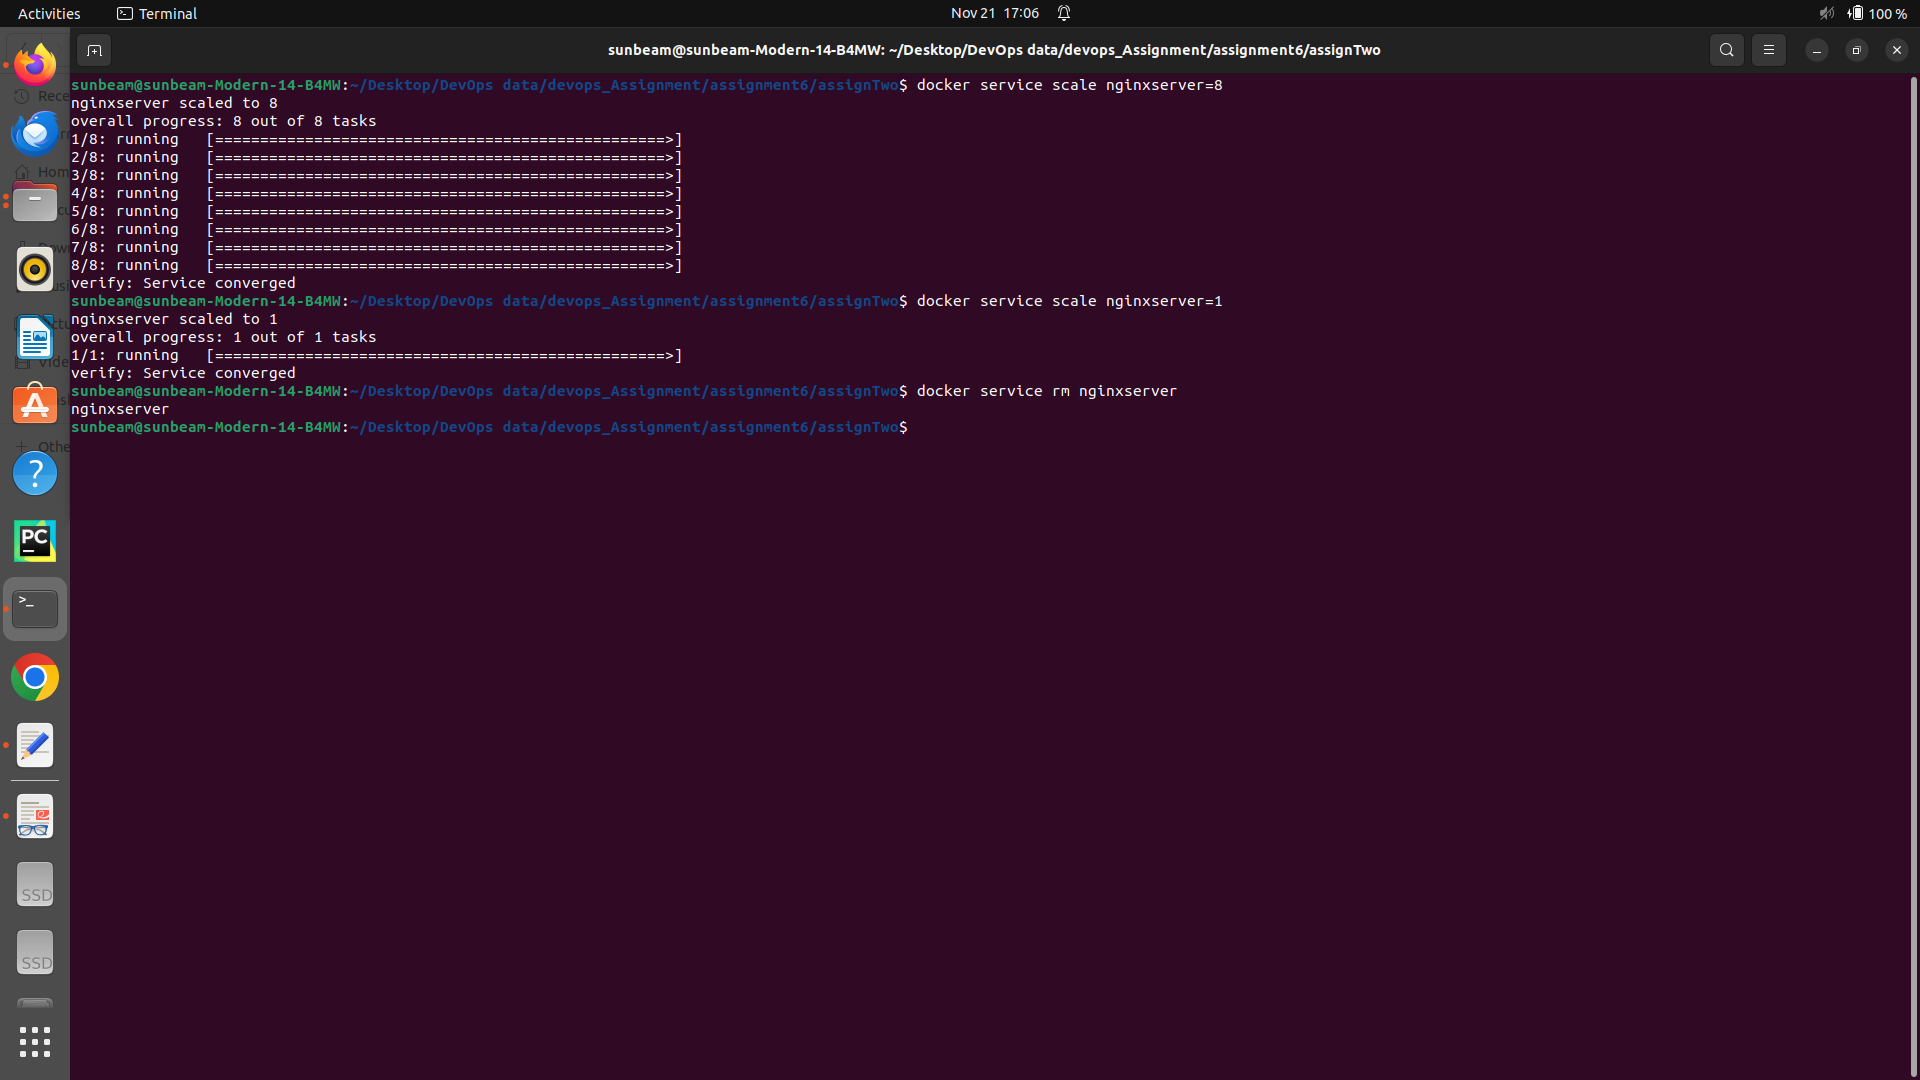 Activities
Terminal
Nov 21 17:06
100 %
sunbeam@sunbeam-Modern-14-B4MW: ~/Desktop/DevOps data/devops_Assignment/assignment6/assignTwo
sunbeam@sunbeam-Modern-14-B4MW:~/Desktop/DevOps data/devops_Assignment/assignment6/assignTwo$ docker service scale nginxserver=8
nginxserver scaled to 8
overall progress: 8 out of 8 tasks
1/8: running   [==================================================>]
2/8: running   [==================================================>]
3/8: running   [==================================================>]
4/8: running   [==================================================>]
5/8: running   [==================================================>]
6/8: running   [==================================================>]
7/8: running   [==================================================>]
8/8: running   [==================================================>]
verify: Service converged
sunbeam@sunbeam-Modern-14-B4MW:~/Desktop/DevOps data/devops_Assignment/assignment6/assignTwo$ docker service scale nginxserver=1
nginxserver scaled to 1
overall progress: 1 out of 1 tasks
1/1: running   [==================================================>]
verify: Service converged
sunbeam@sunbeam-Modern-14-B4MW:~/Desktop/DevOps data/devops_Assignment/assignment6/assignTwo$ docker service rm nginxserver
nginxserver
sunbeam@sunbeam-Modern-14-B4MW:~/Desktop/DevOps data/devops_Assignment/assignment6/assignTwo$
Rece
Hom
Vide
Othe
PC
>_
SSD
SSD